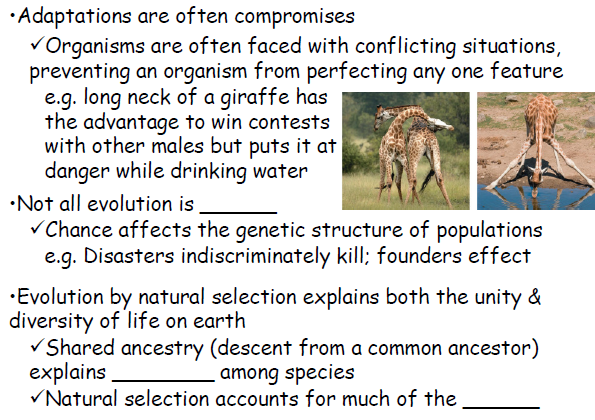 •Adaptations are often compromises
✓Organisms are often faced with conflicting situations,
preventing an organism from perfecting any one feature
e.g. long neck of a giraffe has
the advantage to win contests
with other males but puts it at
danger while drinking water
•Not all evolution is ______
✓Chance affects the genetic structure of populations
e.g. Disasters indiscriminately kill; founders effect
•Evolution by natural selection explains both the unity &
diversity of life on earth
✓Shared ancestry (descent from a common ancestor)
explains ________ among species
✓Natural selection accounts for much of the ______